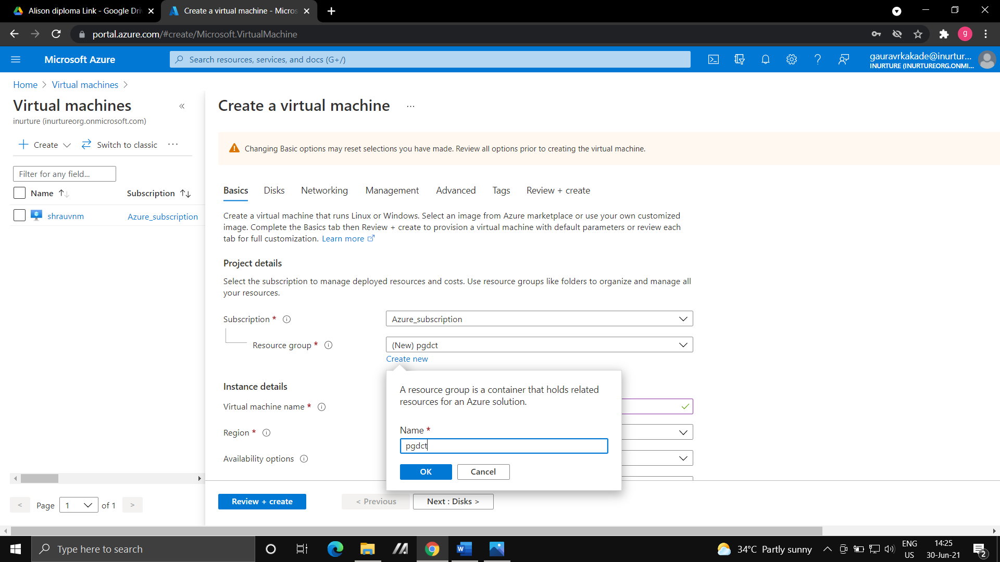 Alison diploma Link - Google Dri
Create a virtual machine - Micros
portal.azure.com/#create/Microsoft.VirtualMachine
g
Microsoft Azure
Search resources, services, and docs (G+/)
gauravrkakade@inurtur...
INURTURE (INURTUREORG.ONMI...
Home > Virtual machines >
Virtual machines
«
inurture (inurtureorg.onmicrosoft.com)
Create
Switch to classic
...
Filter for any field...
Name
Subscription
shrauvnm
Azure_subscription
< Page 1 of 1 >
Create a virtual machine
...
Changing Basic options may reset selections you have made. Review all options prior to creating the virtual machine.
Basics Disks Networking Management Advanced Tags Review + create
Create a virtual machine that runs Linux or Windows. Select an image from Azure marketplace or use your own customized
image. Complete the Basics tab then Review + create to provision a virtual machine with default parameters or review each
tab for full customization. Learn more
Project details
Select the subscription to manage deployed resources and costs. Use resource groups like folders to organize and manage all
your resources.
Subscription *
Azure_subscription
Resource group *
(New) pgdct
Create new
A resource group is a container that holds related
resources for an Azure solution.
Name *
pgdct
OK
Cancel
Instance details
Virtual machine name *
Region *
Availability options
Review + create
< Previous
Next : Disks >
Type here to search
34°C Partly sunny
ENG
US
14:25
30-Jun-21
2